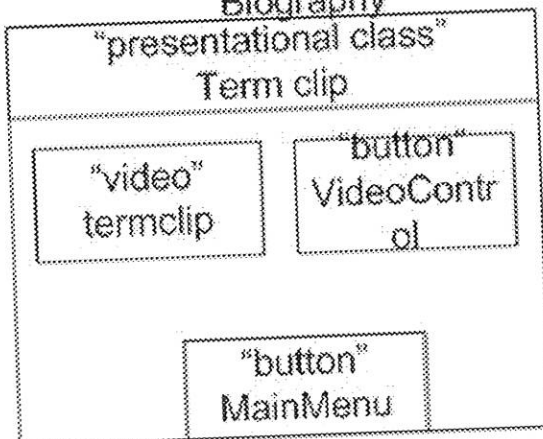 Biography
“presentational class”
Term clip
“video”
termclip
“button”
VideoContr
ol
“button”
MainMenu